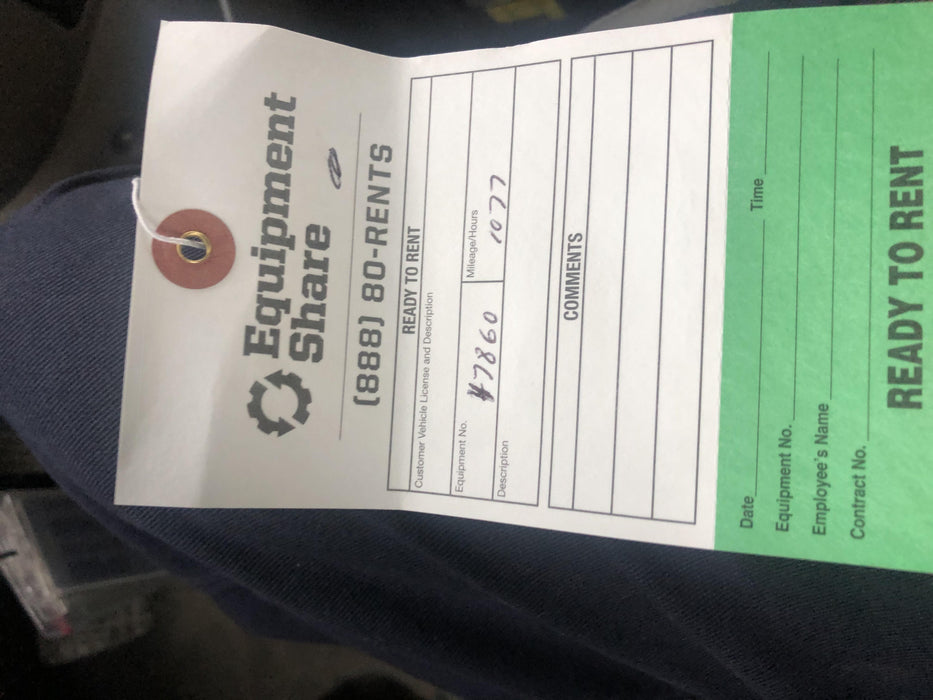 Equipment
Share
(888) 80-RENTS
READY TO RENT
Customer Vehicle License and Description
Equipment No.
47860
Mileage/Hours
1077
Description
COMMENTS
Date
Time
Equipment No.
Employee's Name
Contract No.
READY TO RENT